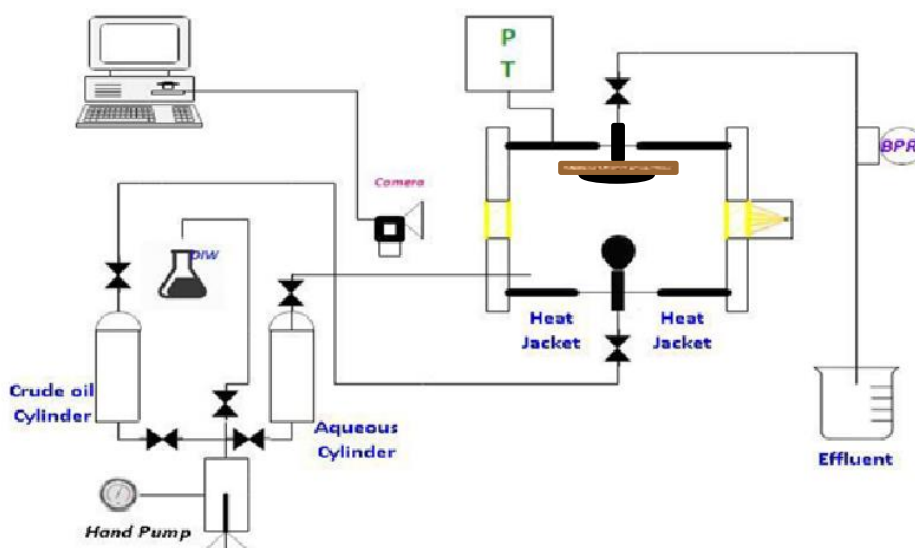 P
T
BPR
Camera
DIW
Heat
Jacket
Heat
Jacket
Crude oil
Cylinder
Aqueous
Cylinder
Effluent
Hand Pump